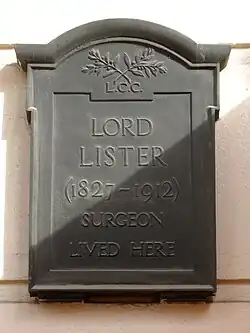 L.C.C.
LORD
LISTER
(1827-1912)
SURGEON
LIVED HERE